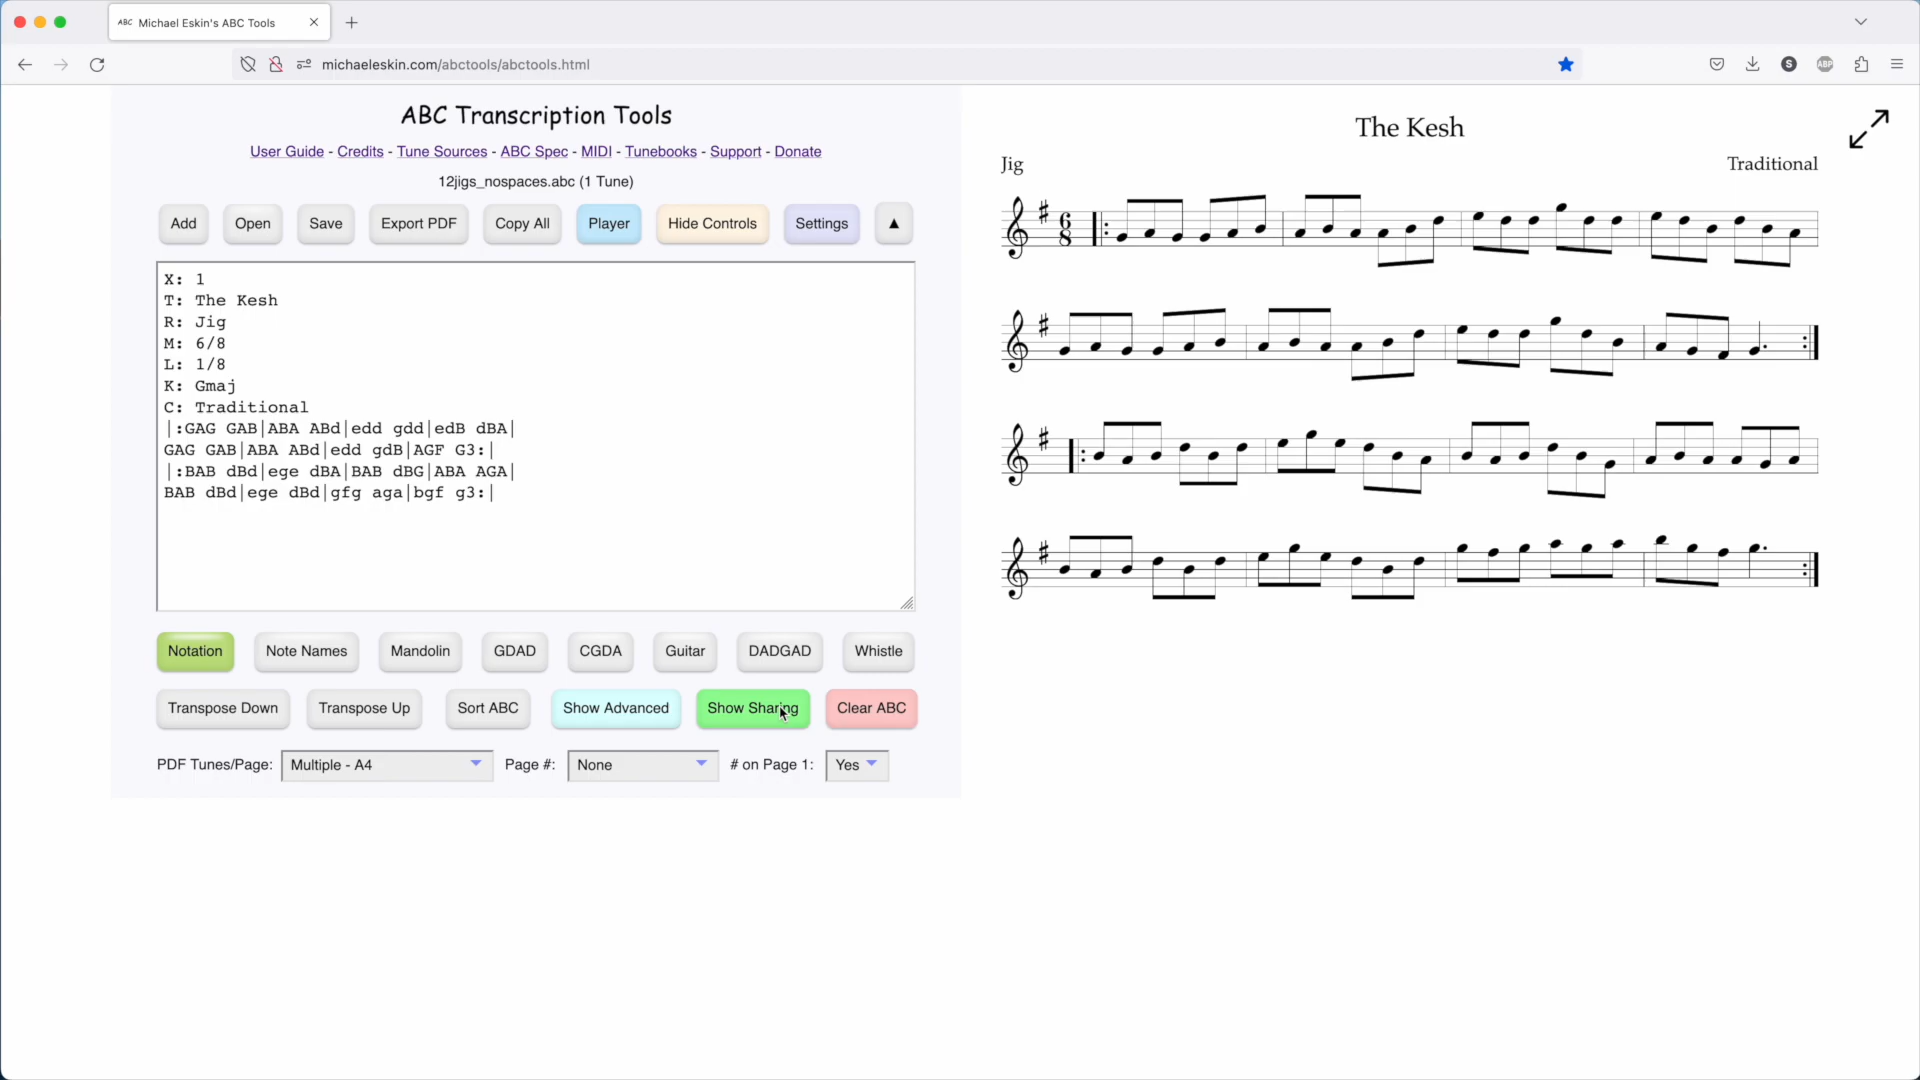 ABC Michael Eskin's ABC Tools
michaeleskin.com/abctools/abctools.html
S
ABP
ABC Transcription Tools
User Guide - Credits - Tune Sources - ABC Spec - MIDI - Tunebooks - Support - Donate
12jigs_nospaces.abc (1 Tune)
Add Open Save Export PDF Copy All Player Hide Controls Settings ▲
X: 1
T: The Kesh
R: Jig
M: 6/8
L: 1/8
K: Gmaj
C: Traditional
|:GAG GAB|ABA ABd|edd gdd|edB dBA|
GAG GAB|ABA ABd|edd gdB|AGF G3:|
|:BAB dBd|ege dBA|BAB dBG|ABA AGA|
BAB dBd|ege dBd|gfg aga|bgf g3:|
Notation Note Names Mandolin GDAD CGDA Guitar DADGAD Whistle
Transpose Down Transpose Up Sort ABC Show Advanced Show Sharing Clear ABC
PDF Tunes/Page: Multiple - A4 Page #: None # on Page 1: Yes
The Kesh
Jig Traditional
6
8